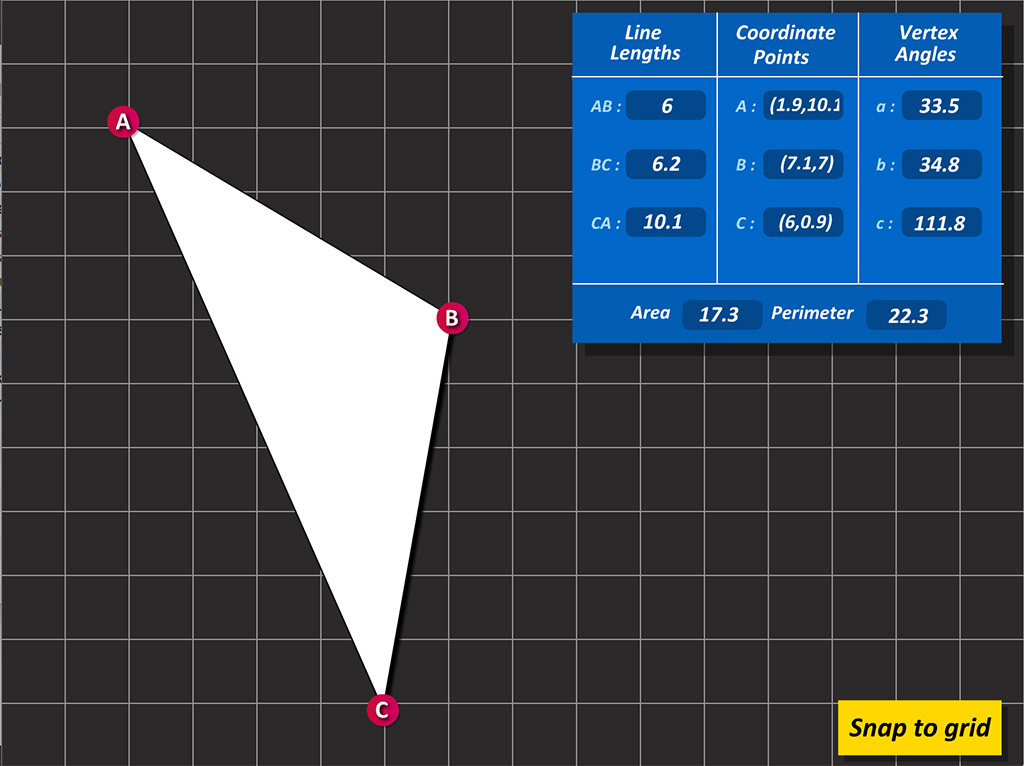 Line Lengths
Coordinate Points
Vertex Angles
AB : 6
A : (1.9,10.1
a : 33.5
BC : 6.2
B : (7.1,7)
b : 34.8
CA : 10.1
C : (6,0.9)
c : 111.8
Area 17.3 Perimeter 22.3
A
B
C
Snap to grid